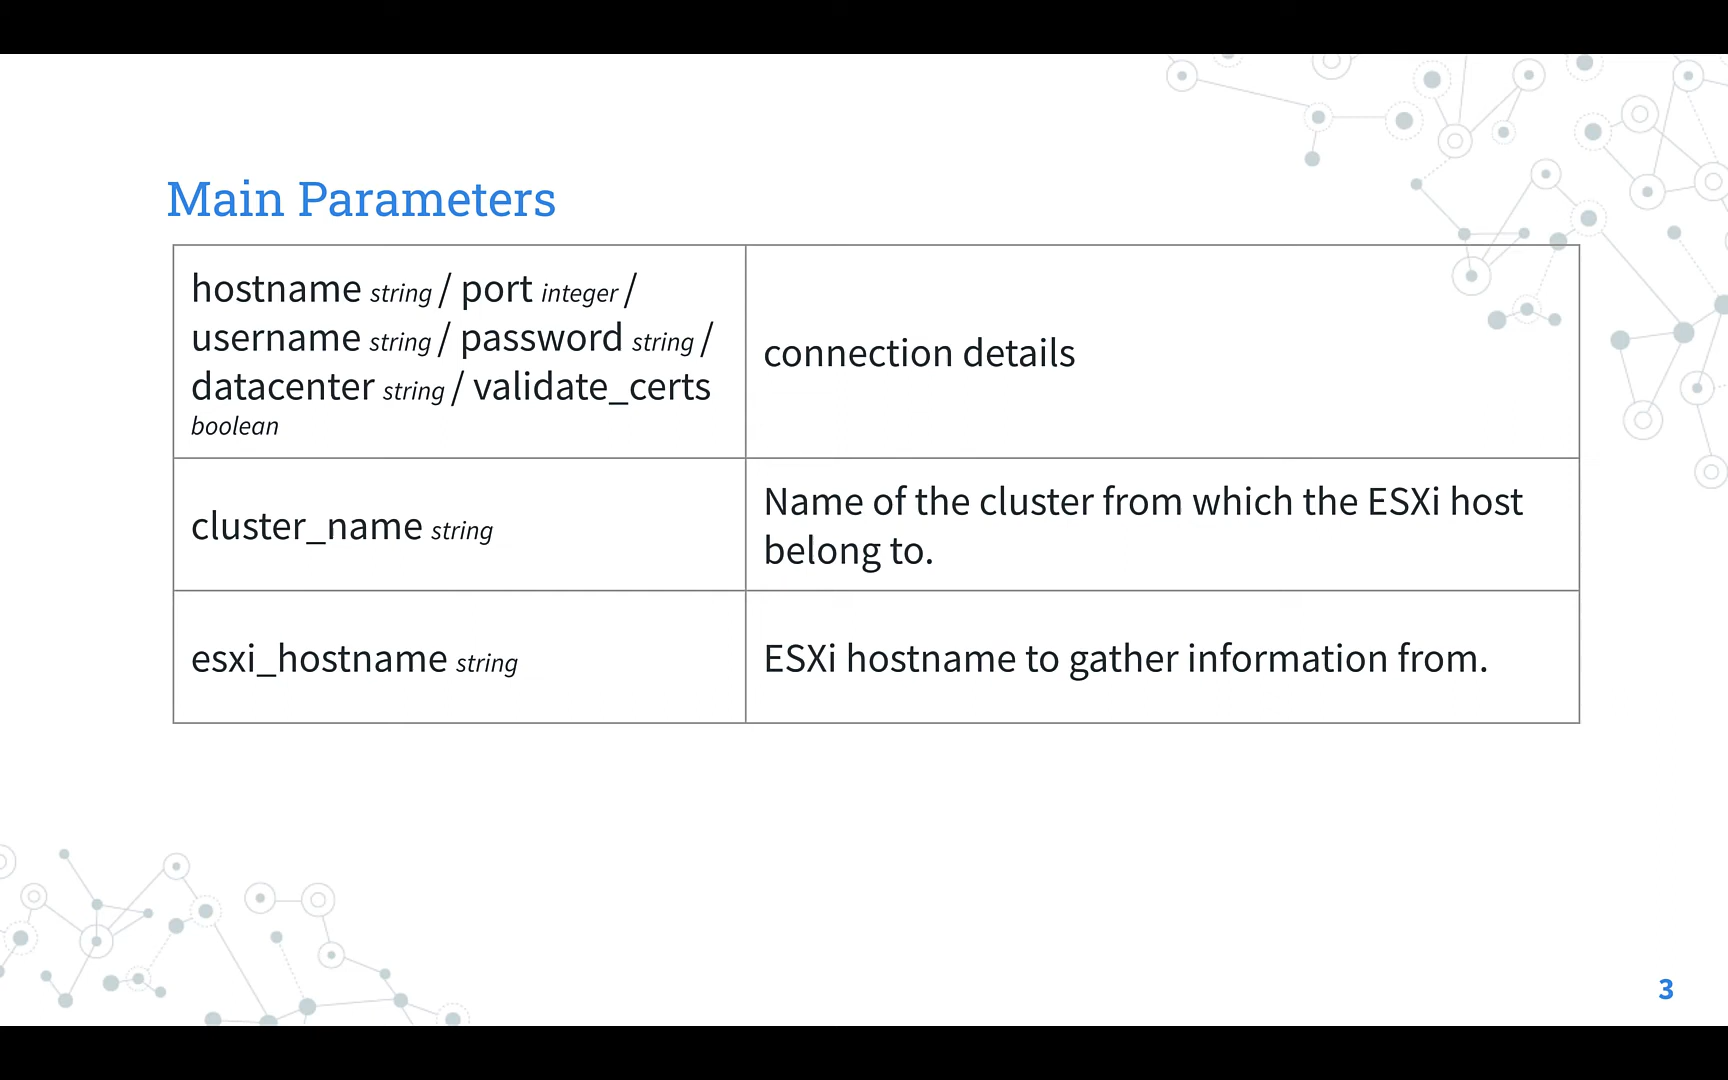 Main Parameters
hostname string / port integer /
username string / password string /
datacenter string / validate_certs
boolean
connection details
cluster_name string
Name of the cluster from which the ESXi host
belong to.
esxi_hostname string
ESXi hostname to gather information from.
3